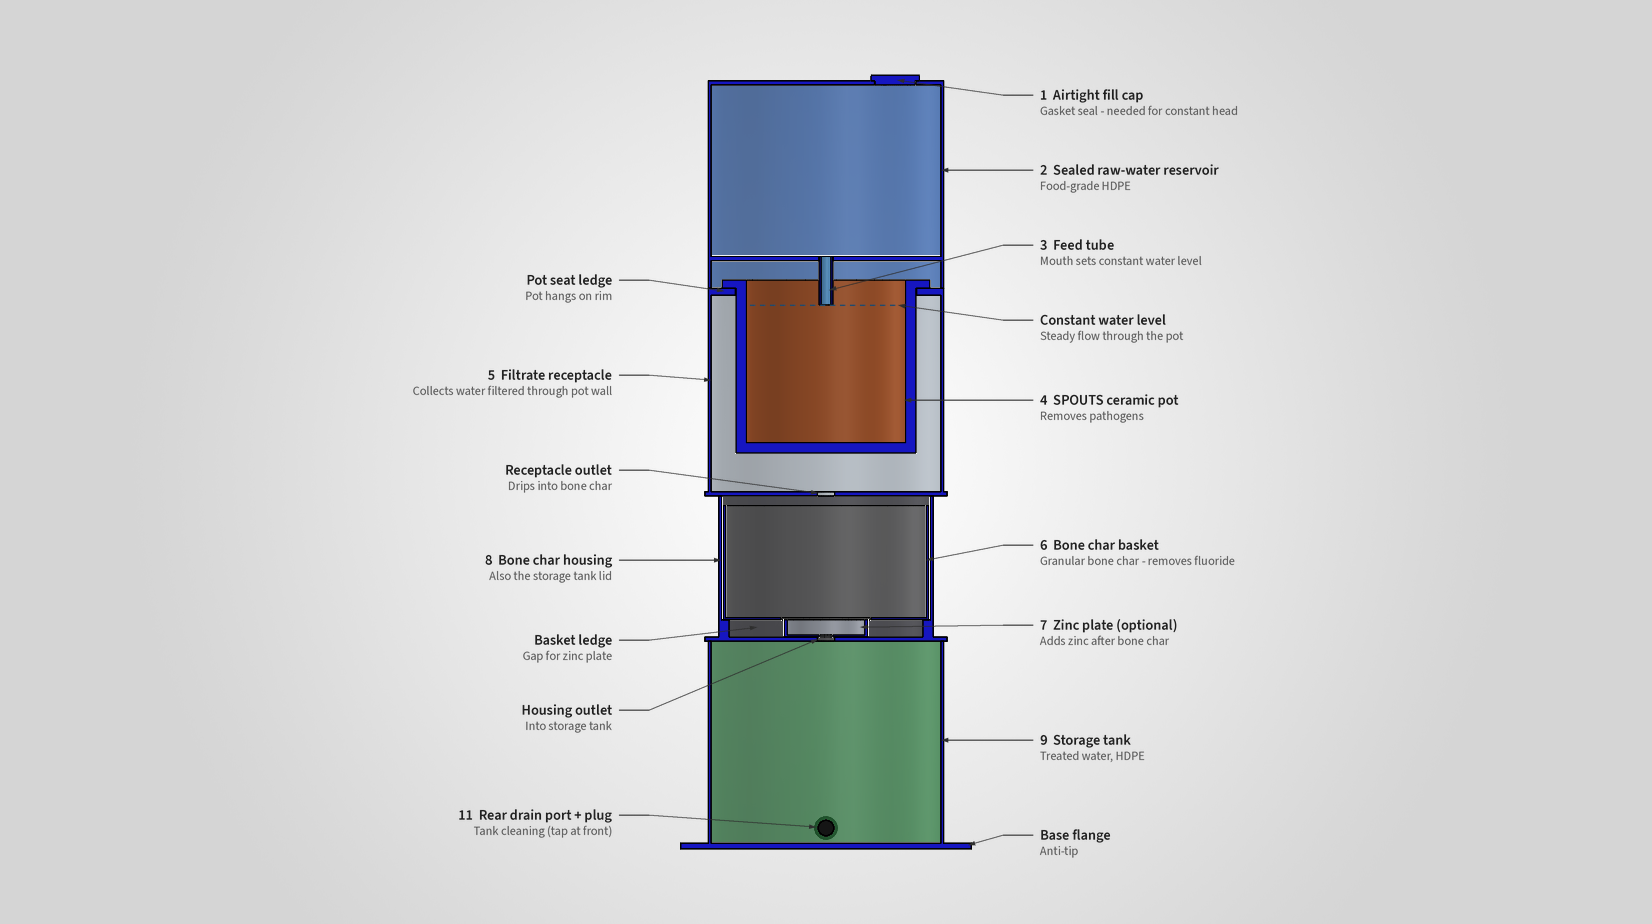 1 Airtight fill cap
Gasket seal - needed for constant head
2 Sealed raw-water reservoir
Food-grade HDPE
3 Feed tube
Mouth sets constant water level
Pot seat ledge
Pot hangs on rim
Constant water level
Steady flow through the pot
5 Filtrate receptacle
Collects water filtered through pot wall
4 SPOUTS ceramic pot
Removes pathogens
Receptacle outlet
Drips into bone char
6 Bone char basket
Granular bone char - removes fluoride
8 Bone char housing
Also the storage tank lid
7 Zinc plate (optional)
Adds zinc after bone char
Basket ledge
Gap for zinc plate
Housing outlet
Into storage tank
9 Storage tank
Treated water, HDPE
11 Rear drain port + plug
Tank cleaning (tap at front)
Base flange
Anti-tip